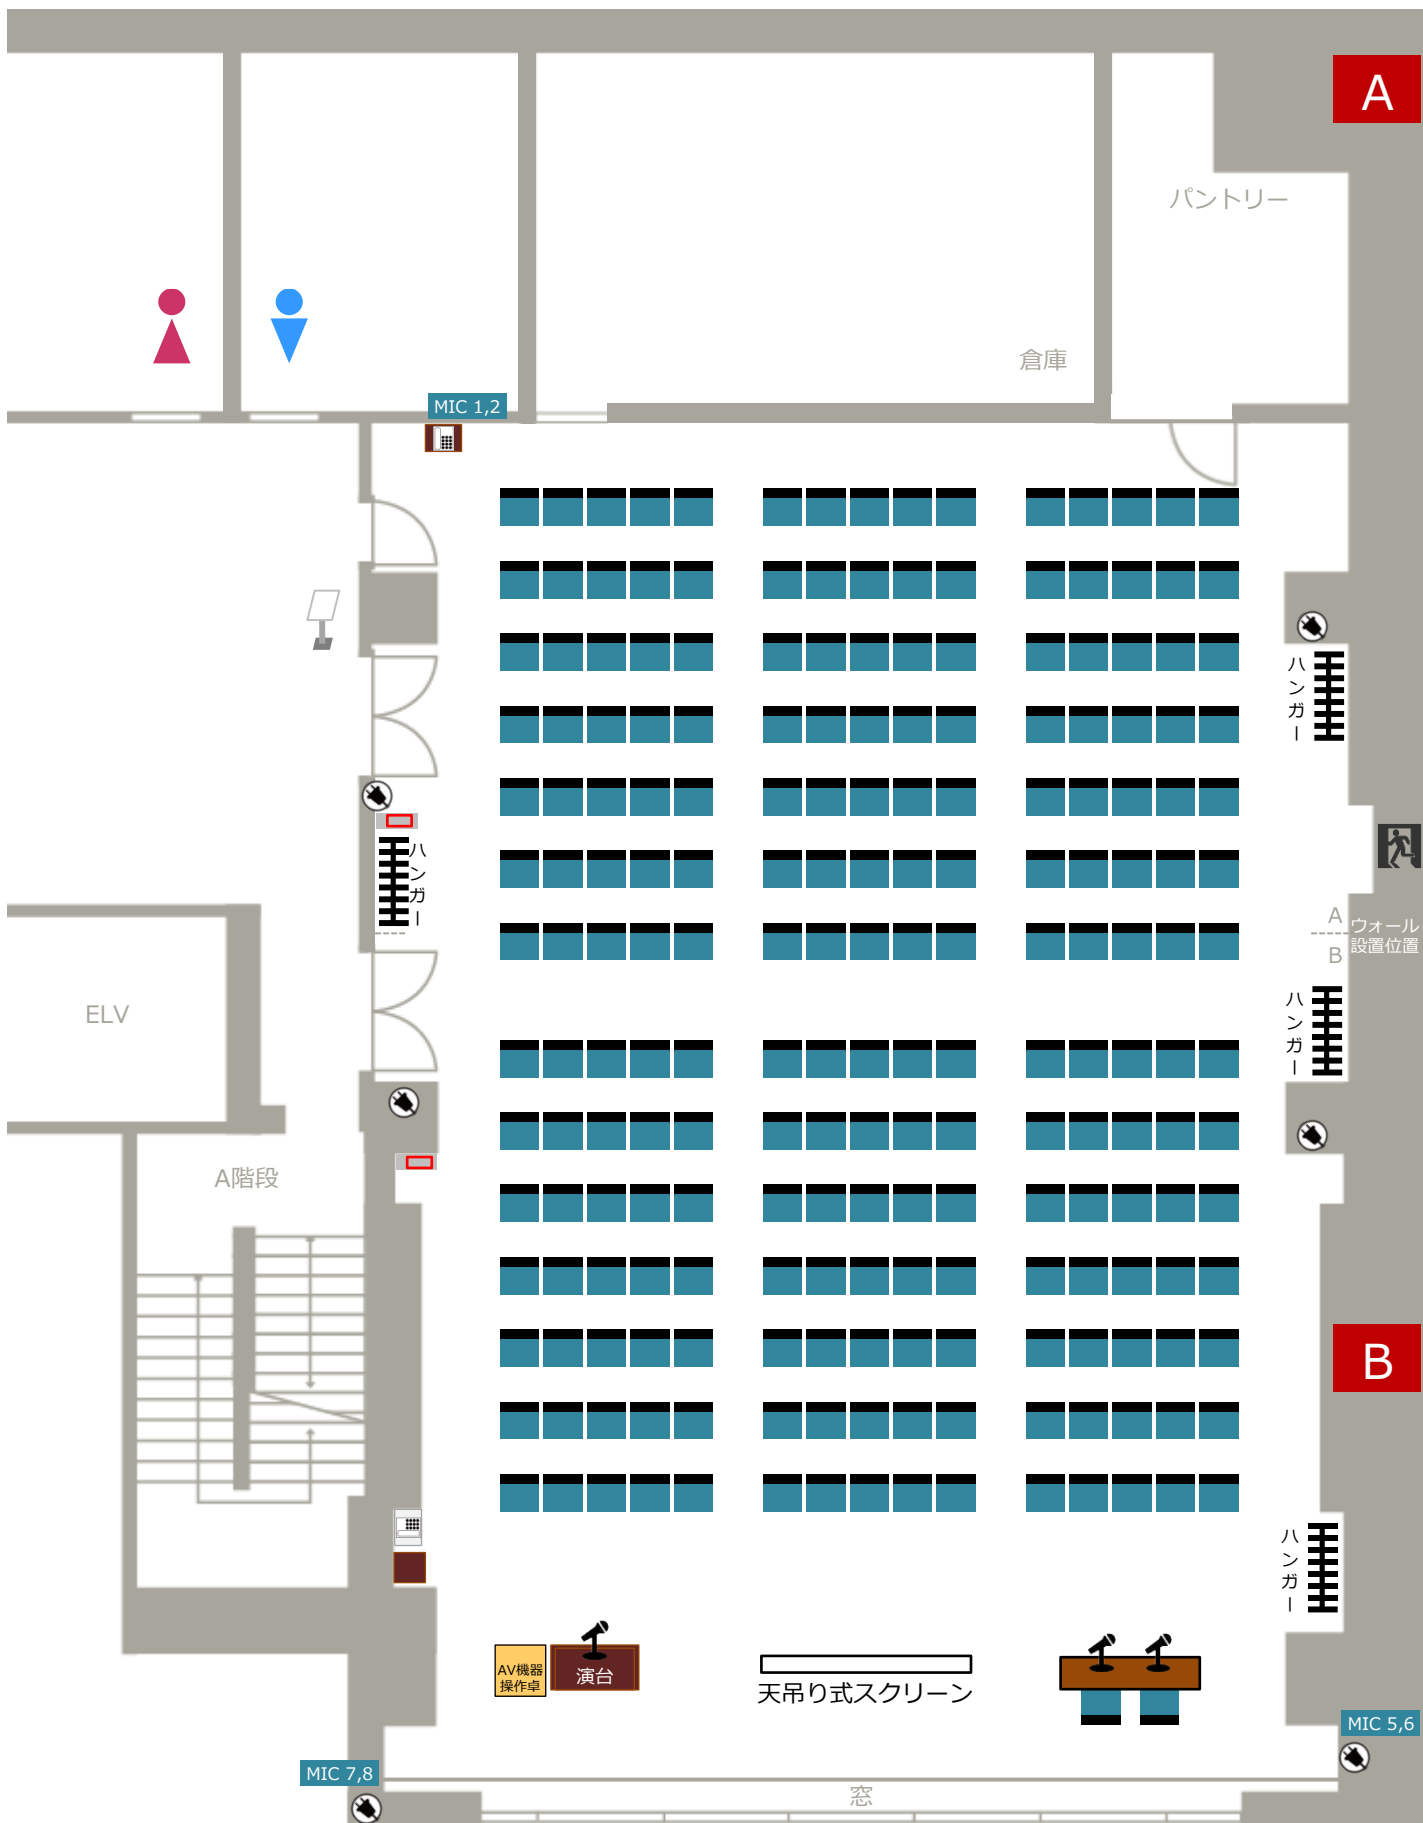 A
パントリー
倉庫
MIC 1,2
ハンガー
ハンガー
A
ウォール
設置位置
B
ハンガー
ELV
A階段
B
ハンガー
AV機器
操作卓
演台
天吊り式スクリーン
MIC 5,6
MIC 7,8
窓